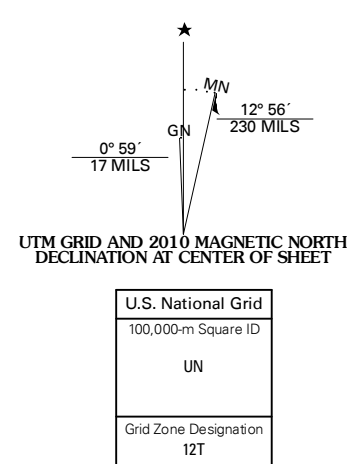 MN
12° 56´
230 MILS
GN
0° 59´
17 MILS
UTM GRID AND 2010 MAGNETIC NORTH
DECLINATION AT CENTER OF SHEET
U.S. National Grid
100,000-m Square ID
UN
Grid Zone Designation
12T